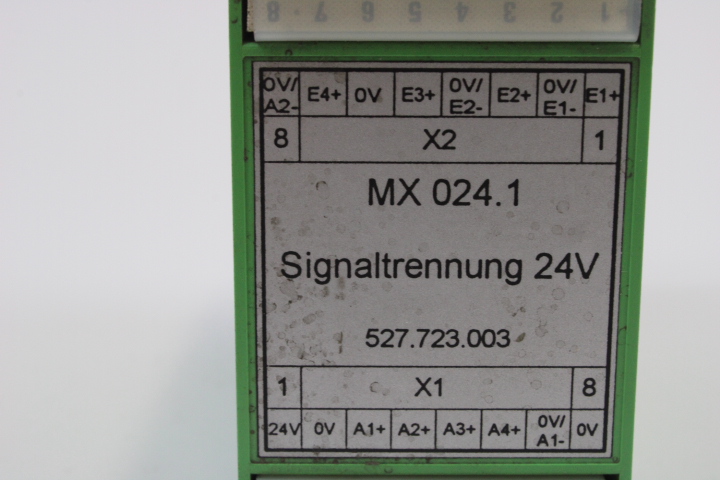 8 · 7 6 5 4 3 2 1
0V/ A2- E4+ 0V E3+ 0V/ E2- E2+ 0V/ E1- E1+
8 X2 1
MX 024.1
Signaltrennung 24V
527.723.003
1 X1 8
24V 0V A1+ A2+ A3+ A4+ 0V/ A1- 0V